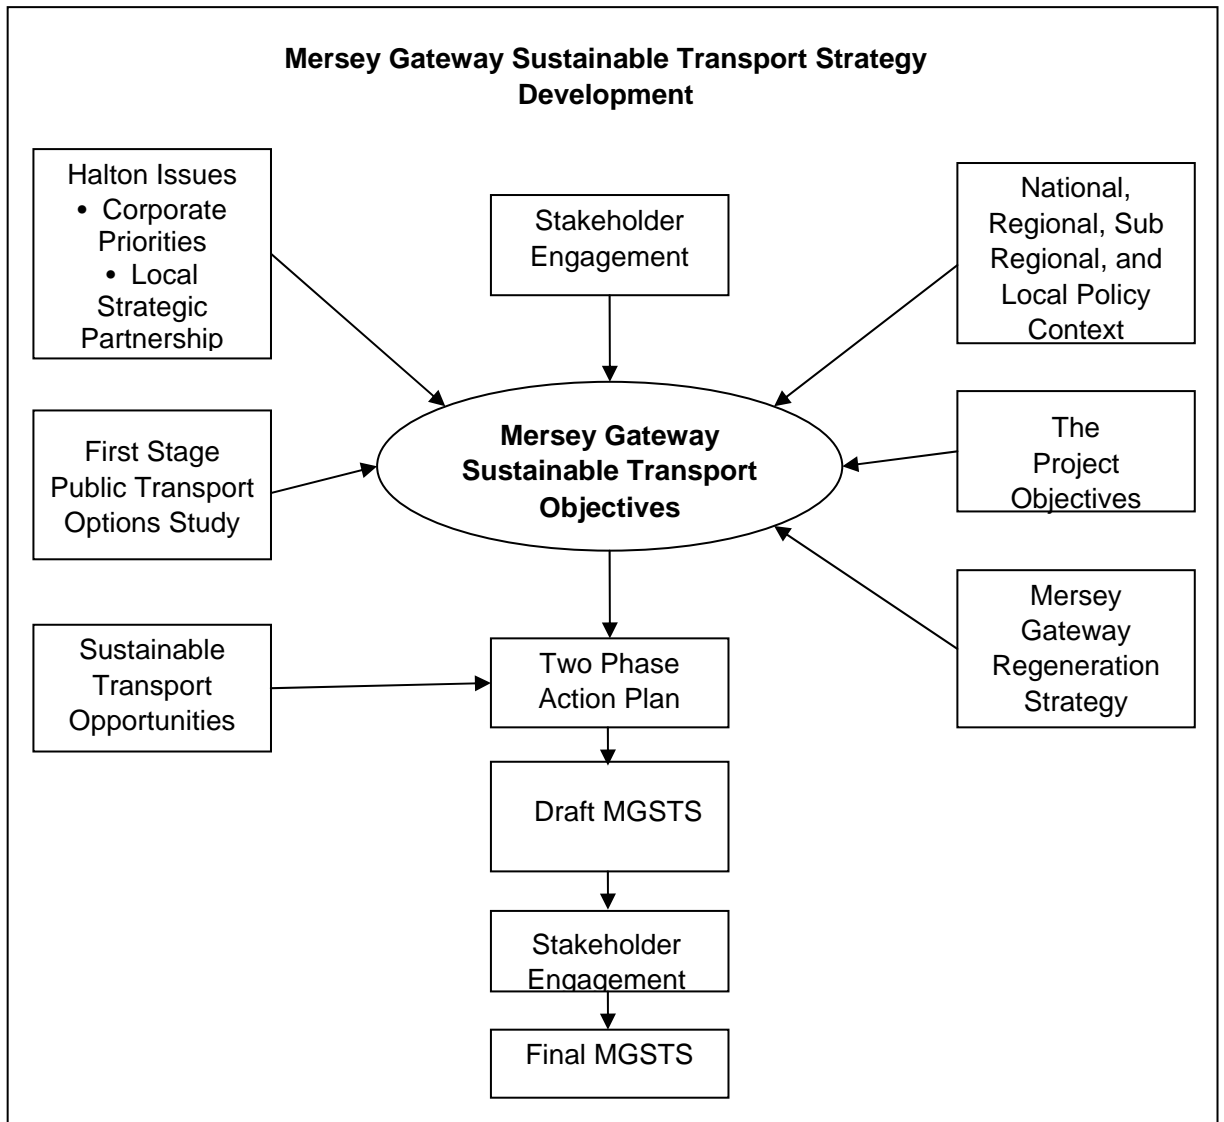 Mersey Gateway Sustainable Transport Strategy
Development
Halton Issues
• Corporate
Priorities
• Local
Strategic
Partnership
Stakeholder
Engagement
National,
Regional, Sub
Regional, and
Local Policy
Context
First Stage
Public Transport
Options Study
Mersey Gateway
Sustainable Transport
Objectives
The
Project
Objectives
Sustainable
Transport
Opportunities
Two Phase
Action Plan
Mersey
Gateway
Regeneration
Strategy
Draft MGSTS
Stakeholder
Engagement
Final MGSTS